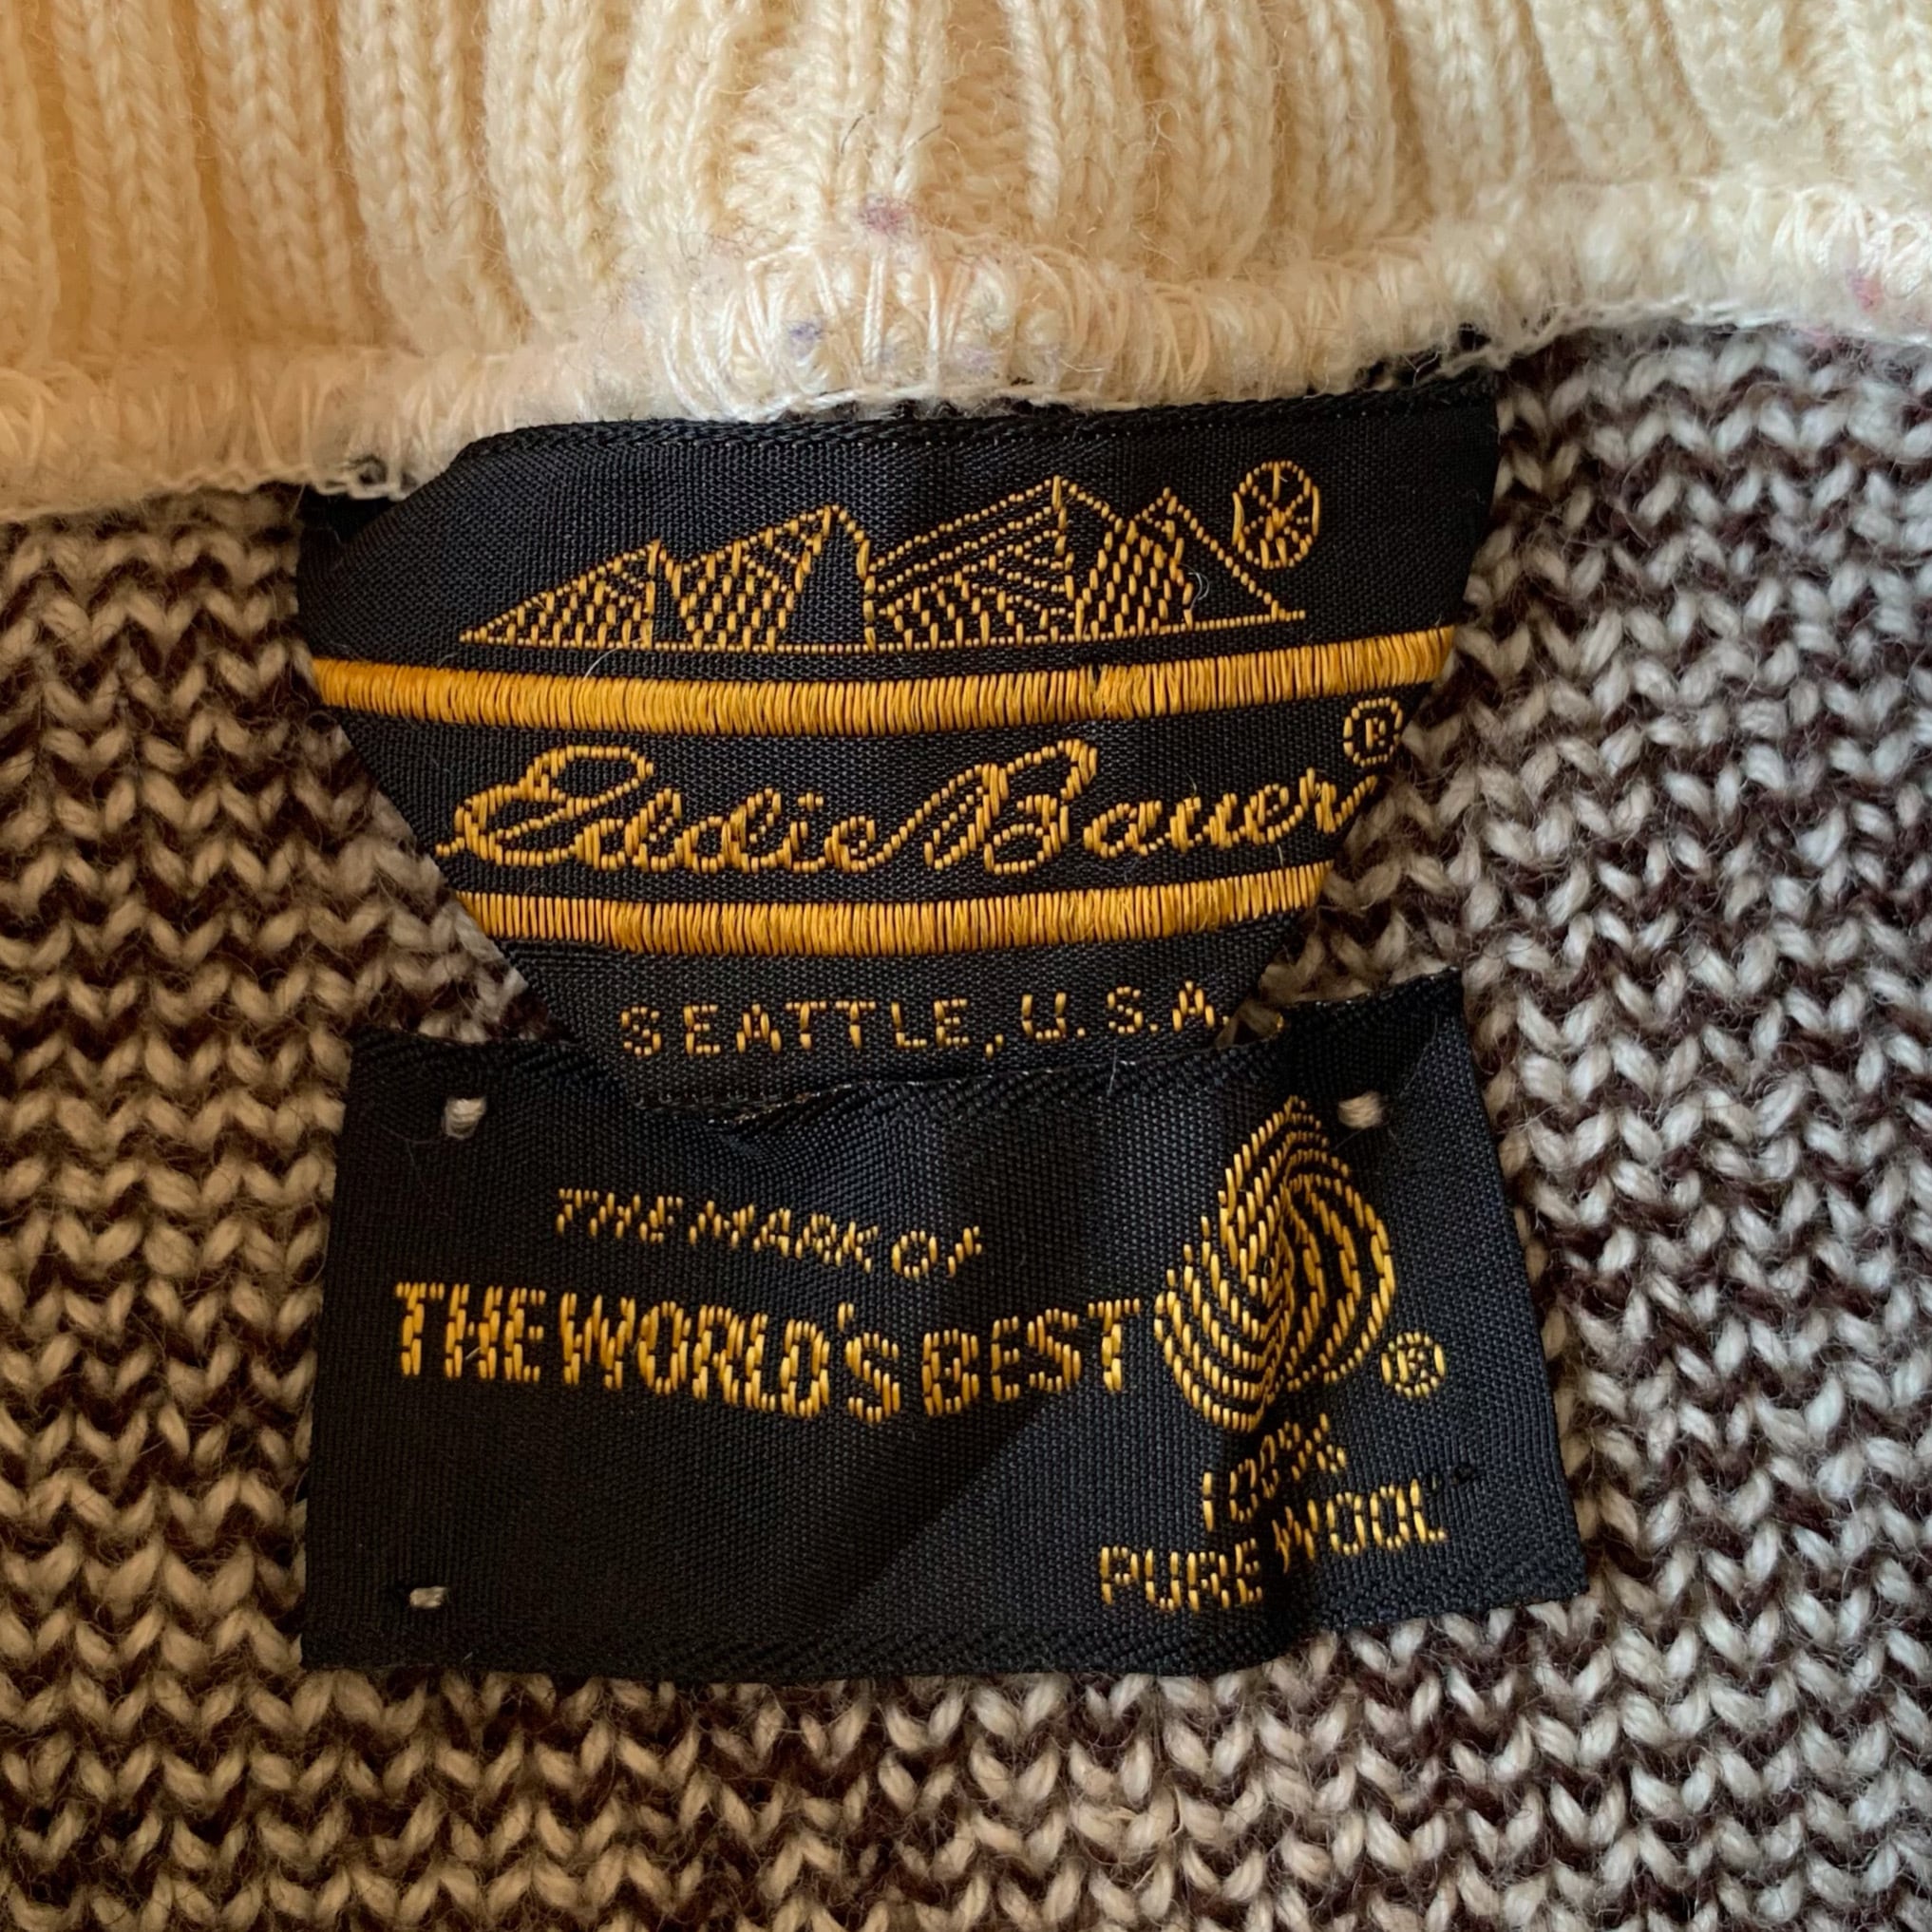 Eddie Bauer®
SEATTLE, U.S.A.
THE MARK OF
THE WORLD'S BEST
®
100%
PURE WOOL